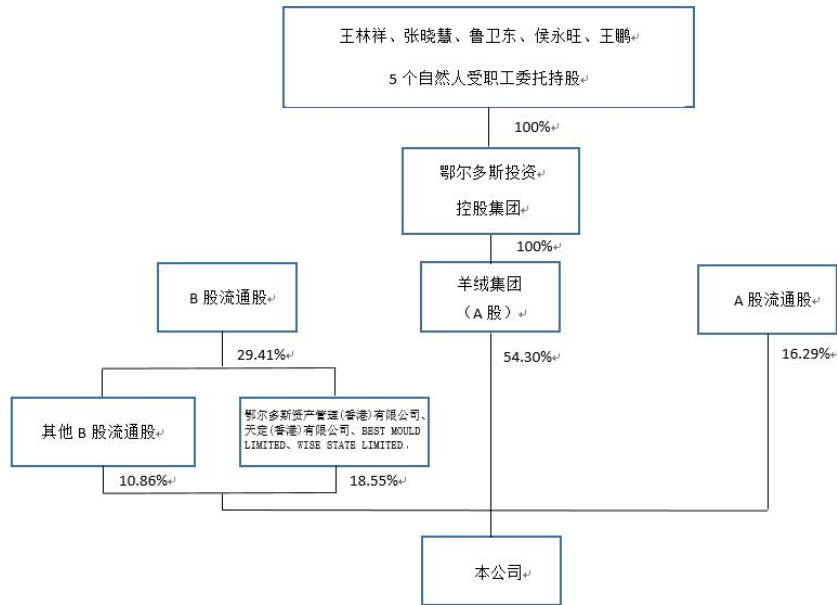 王林祥、张晓慧、鲁卫东、侯永旺、王鹏
5 个自然人受职工委托持股
100%
鄂尔多斯投资
控股集团
100%
B 股流通股
羊绒集团
（A 股）
A 股流通股
29.41%
54.30%
16.29%
其他 B 股流通股
鄂尔多斯资产管理(香港)有限公司、
天定(香港)有限公司、BEST MOULD
LIMITED、WISE STATE LIMITED.
10.86%
18.55%
本公司